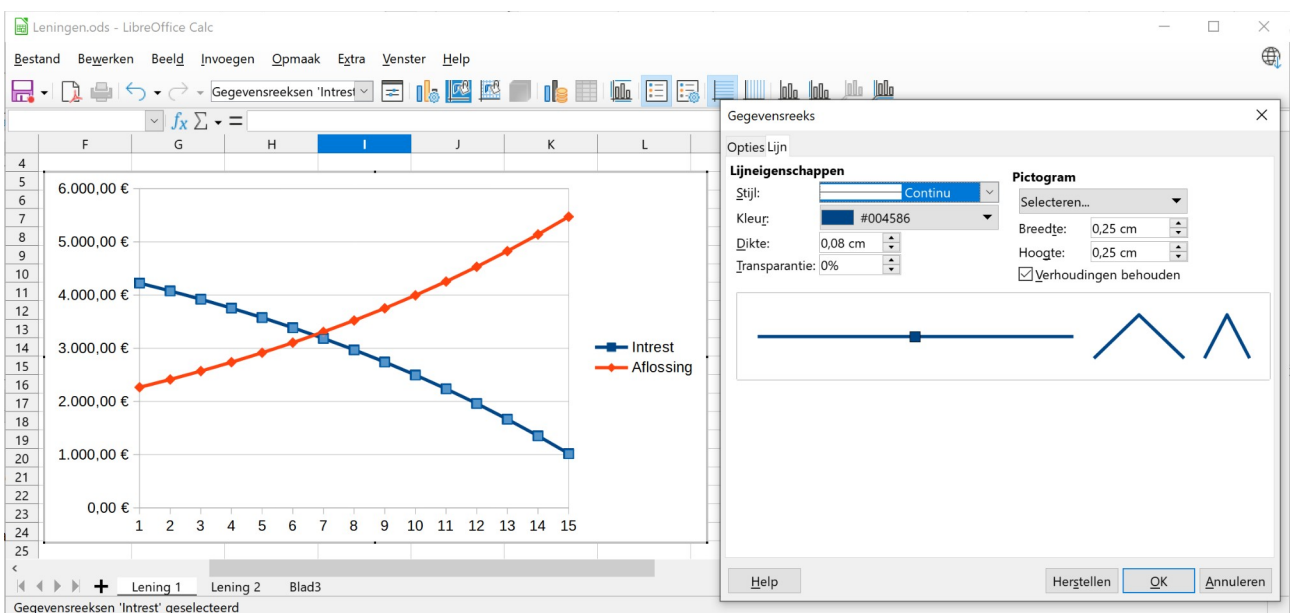 Leningen.ods - LibreOffice Calc
Bestand Bewerken Beeld Invoegen Opmaak Extra Venster Help
Gegevensreeksen 'Intrest
fx Σ =
F G H I J K L
4
5
6
7
8
9
10
11
12
13
14
15
16
17
18
19
20
21
22
23
24
25
6.000,00 €
5.000,00 €
4.000,00 €
3.000,00 €
2.000,00 €
1.000,00 €
0,00 €
1 2 3 4 5 6 7 8 9 10 11 12 13 14 15
Intrest
Aflossing
Lening 1 Lening 2 Blad3
Gegevensreeksen 'Intrest' geselecteerd
Gegevensreeks
Opties Lijn
Lijneigenschappen
Stijl: Continu
Kleur: #004586
Dikte: 0,08 cm
Transparantie: 0%
Pictogram
Selecteren...
Breedte: 0,25 cm
Hoogte: 0,25 cm
Verhoudingen behouden
Help Herstellen OK Annuleren